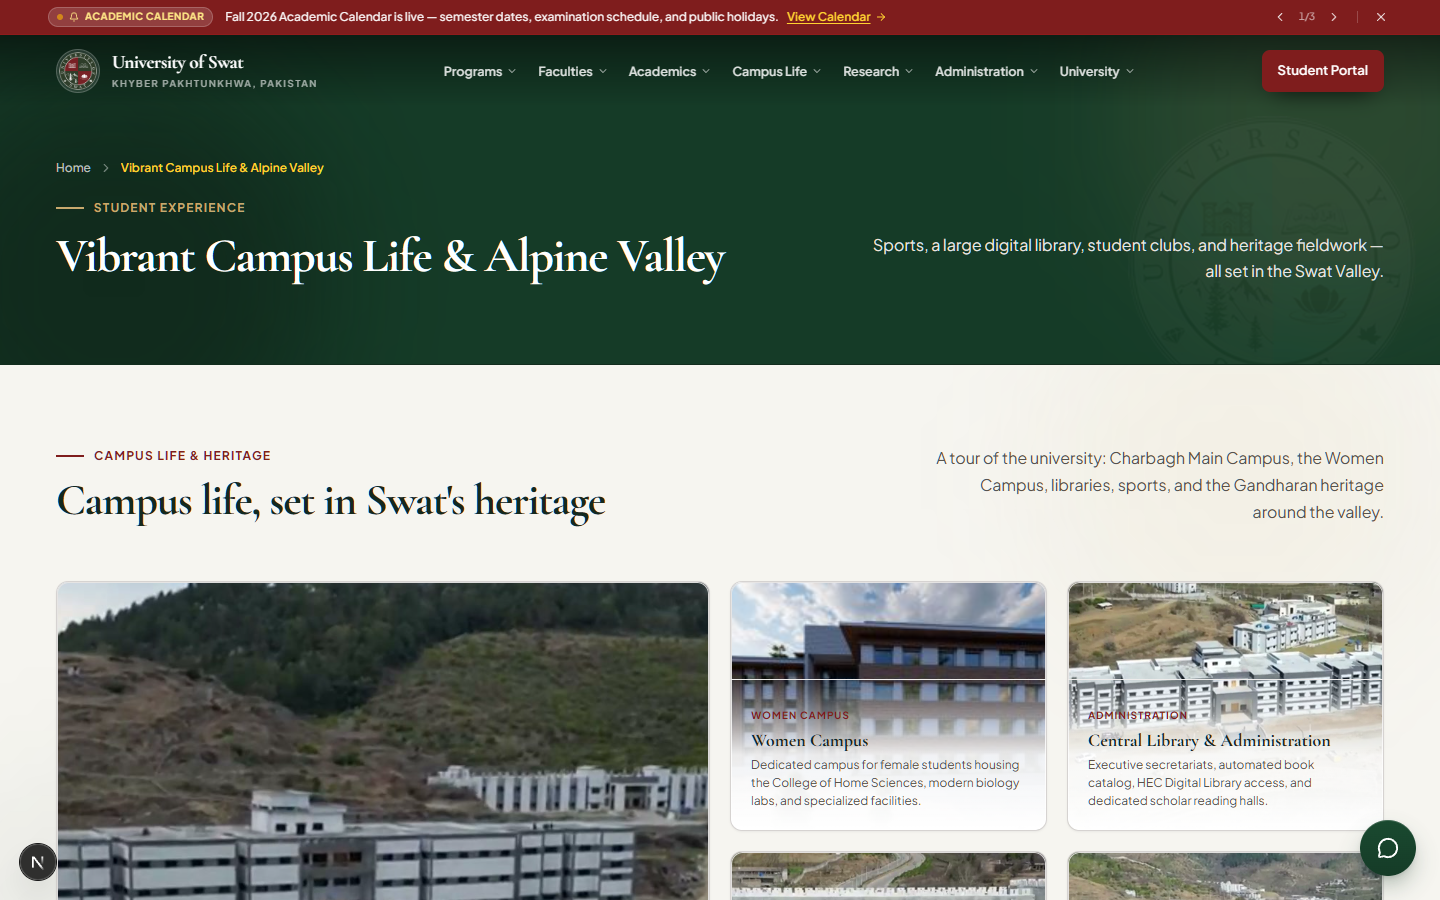 ACADEMIC CALENDAR Fall 2026 Academic Calendar is live — semester dates, examination schedule, and public holidays. View Calendar → 1/3
University of Swat
KHYBER PAKHTUNKHWA, PAKISTAN
Programs Faculties Academics Campus Life Research Administration University
Student Portal
Home > Vibrant Campus Life & Alpine Valley
STUDENT EXPERIENCE
Vibrant Campus Life & Alpine Valley
Sports, a large digital library, student clubs, and heritage fieldwork —
all set in the Swat Valley.
UNIVERSITY OF
CAMPUS LIFE & HERITAGE
Campus life, set in Swat's heritage
A tour of the university: Charbagh Main Campus, the Women
Campus, libraries, sports, and the Gandharan heritage
around the valley.
WOMEN CAMPUS
Women Campus
Dedicated campus for female students housing
the College of Home Sciences, modern biology
labs, and specialized facilities.
ADMINISTRATION
Central Library & Administration
Executive secretariats, automated book
catalog, HEC Digital Library access, and
dedicated scholar reading halls.
N